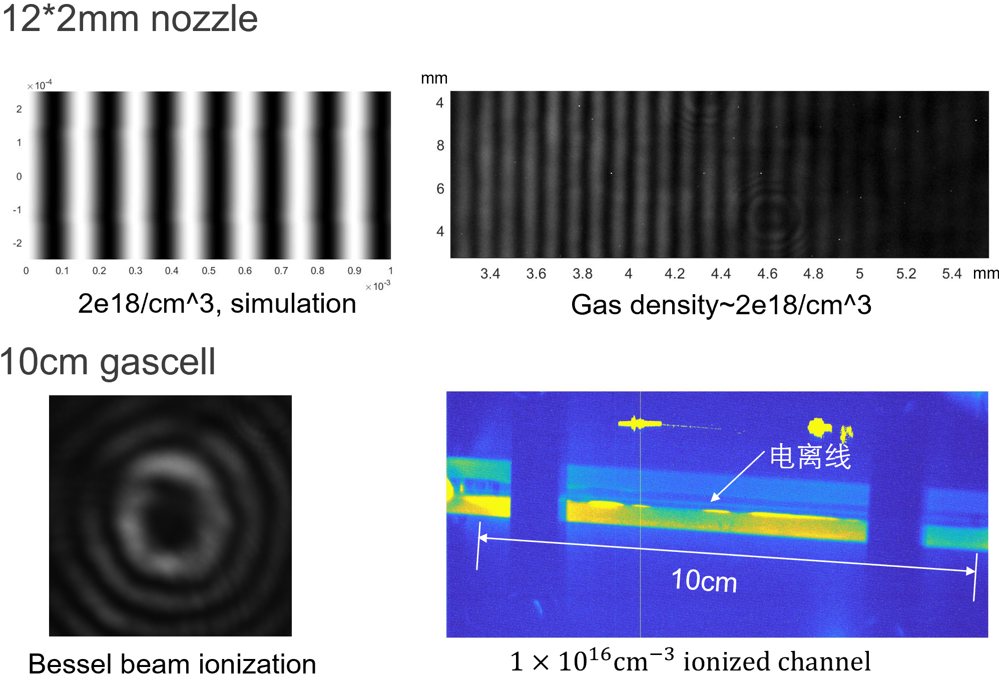 12*2mm nozzle
×10-4
2
1
0
-1
-2
0 0.1 0.2 0.3 0.4 0.5 0.6 0.7 0.8 0.9 1
×10-3
2e18/cm^3, simulation
mm
4
8
6
4
3.4 3.6 3.8 4 4.2 4.4 4.6 4.8 5 5.2 5.4 mm
Gas density~2e18/cm^3
10cm gascell
Bessel beam ionization
电离线
10cm
1 × 10¹⁶cm⁻³ ionized channel